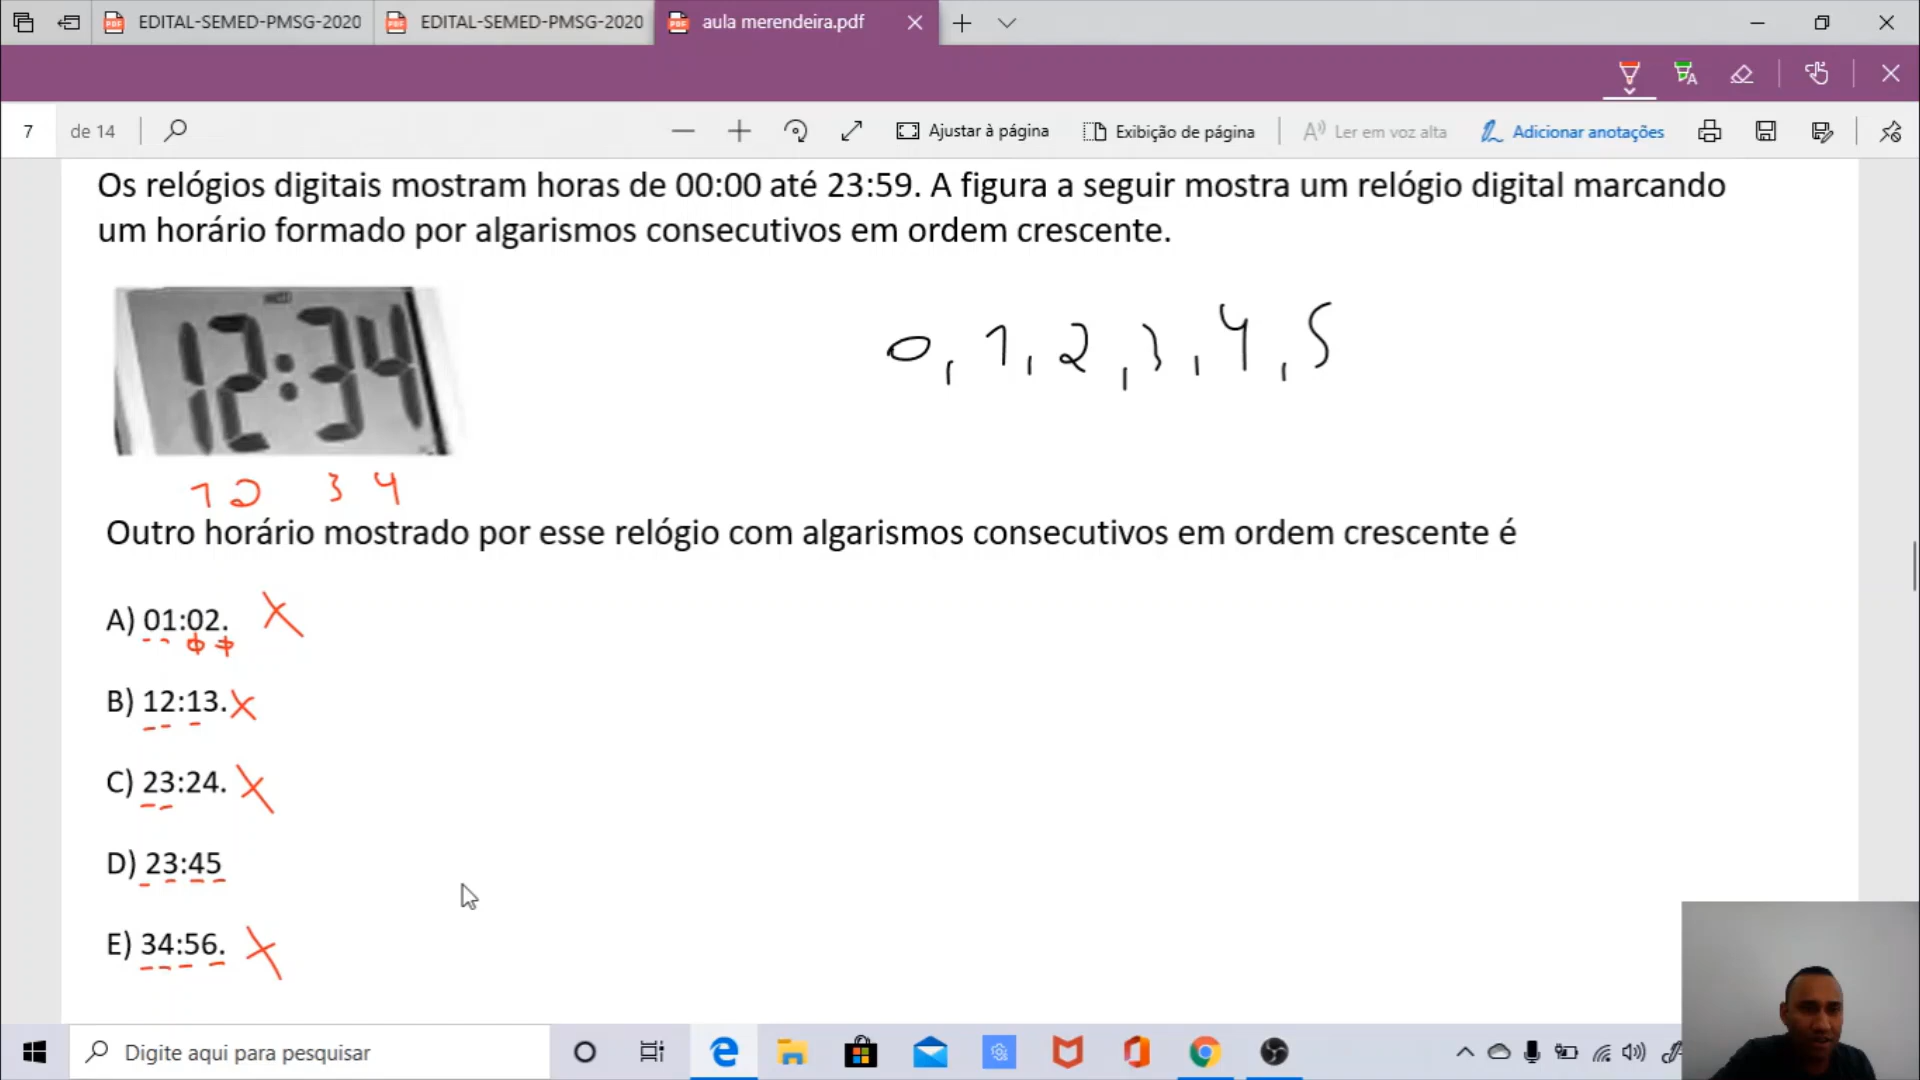 EDITAL-SEMED-PMSG-2020
EDITAL-SEMED-PMSG-2020
aula merendeira.pdf
7 de 14
Ajustar à página
Exibição de página
Ler em voz alta
Adicionar anotações
Os relógios digitais mostram horas de 00:00 até 23:59. A figura a seguir mostra um relógio digital marcando
um horário formado por algarismos consecutivos em ordem crescente.
12:34
0, 1, 2, 3, 4, 5
1 2 3 4
Outro horário mostrado por esse relógio com algarismos consecutivos em ordem crescente é
A) 01:02. X
B) 12:13. X
C) 23:24. X
D) 23:45
E) 34:56. X
Digite aqui para pesquisar